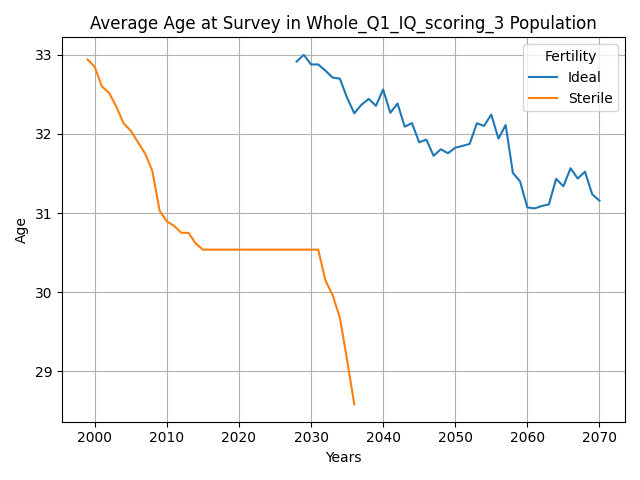 Average Age at Survey in Whole_Q1_IQ_scoring_3 Population
Fertility
Ideal
Sterile
Age
33
32
31
30
29
2000 2010 2020 2030 2040 2050 2060 2070
Years